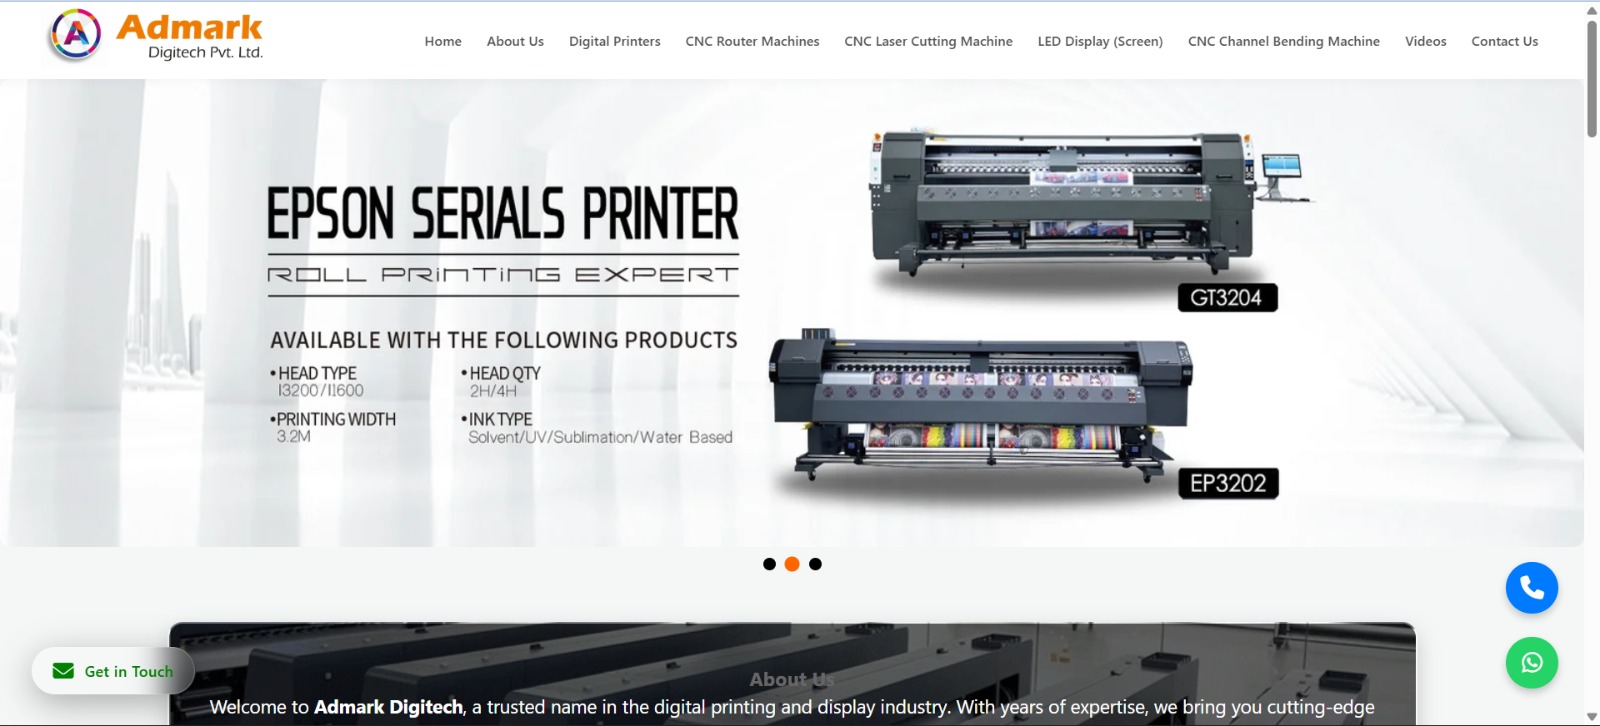 Admark
Digitech Pvt. Ltd.
Home About Us Digital Printers CNC Router Machines CNC Laser Cutting Machine LED Display (Screen) CNC Channel Bending Machine Videos Contact Us
EPSON SERIALS PRINTER
ROLL PRINTING EXPERT
AVAILABLE WITH THE FOLLOWING PRODUCTS
•HEAD TYPE
I3200/I1600
•HEAD QTY
2H/4H
•PRINTING WIDTH
3.2M
•INK TYPE
Solvent/UV/Sublimation/Water Based
GT3204
EP3202
Get in Touch
About Us
Welcome to Admark Digitech, a trusted name in the digital printing and display industry. With years of expertise, we bring you cutting-edge